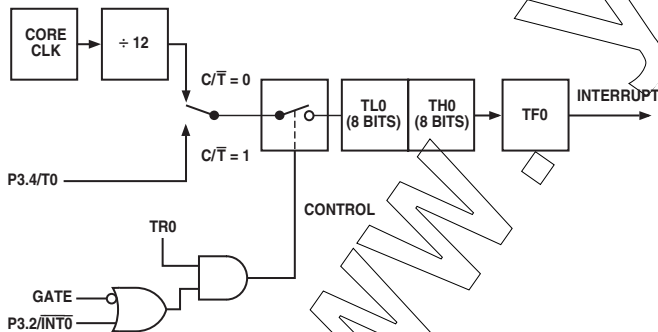 CORE
CLK
÷ 12
C/T̅ = 0
TL0
(8 BITS)
TH0
(8 BITS)
TF0
INTERRUPT
C/T̅ = 1
P3.4/T0
CONTROL
TR0
GATE
P3.2/I̅N̅T̅0̅